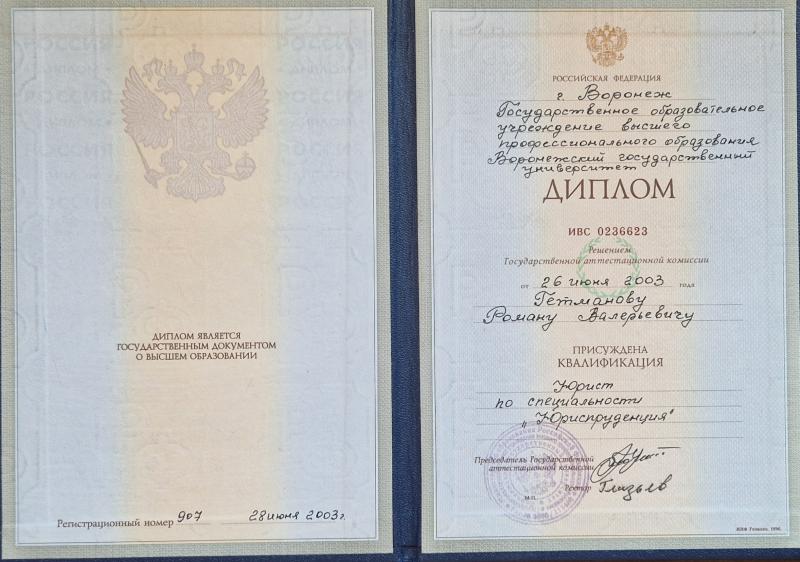 ДИПЛОМ ЯВЛЯЕТСЯ
ГОСУДАРСТВЕННЫМ ДОКУМЕНТОМ
О ВЫСШЕМ ОБРАЗОВАНИИ
Регистрационный номер 907 28 июня 2003г.
РОССИЙСКАЯ ФЕДЕРАЦИЯ
г. Воронеж
Государственное образовательное
учреждение высшего
профессионального образования
Воронежский государственный
университет
ДИПЛОМ
ИВС 0236623
Решением
Государственной аттестационной комиссии
от 26 июня 2003 года
Гетманову
Роману Валерьевичу
ПРИСУЖДЕНА
КВАЛИФИКАЦИЯ
Юрист
по специальности
„Юриспруденция"
Председатель Государственной
аттестационной комиссии
Ректор
М.П.